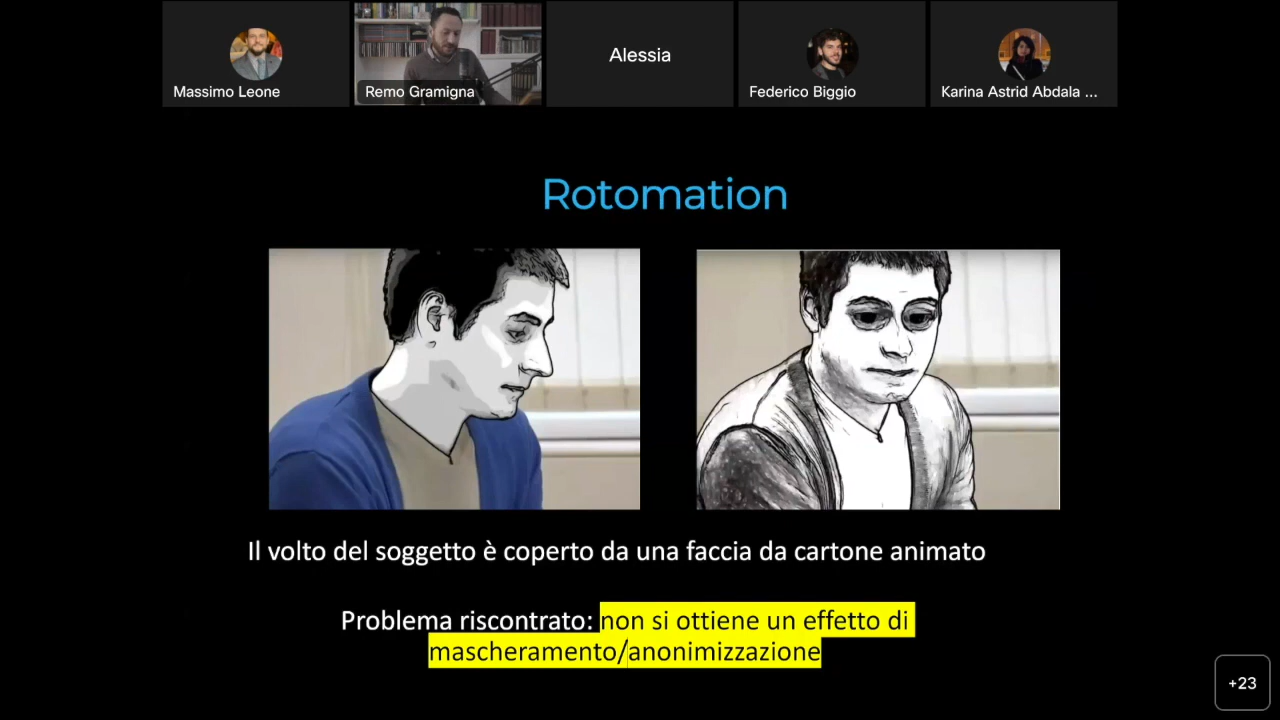 Massimo Leone
Remo Gramigna
Alessia
Federico Biggio
Karina Astrid Abdala ...
Rotomation
Il volto del soggetto è coperto da una faccia da cartone animato
Problema riscontrato: non si ottiene un effetto di
mascheramento/anonimizzazione
+23